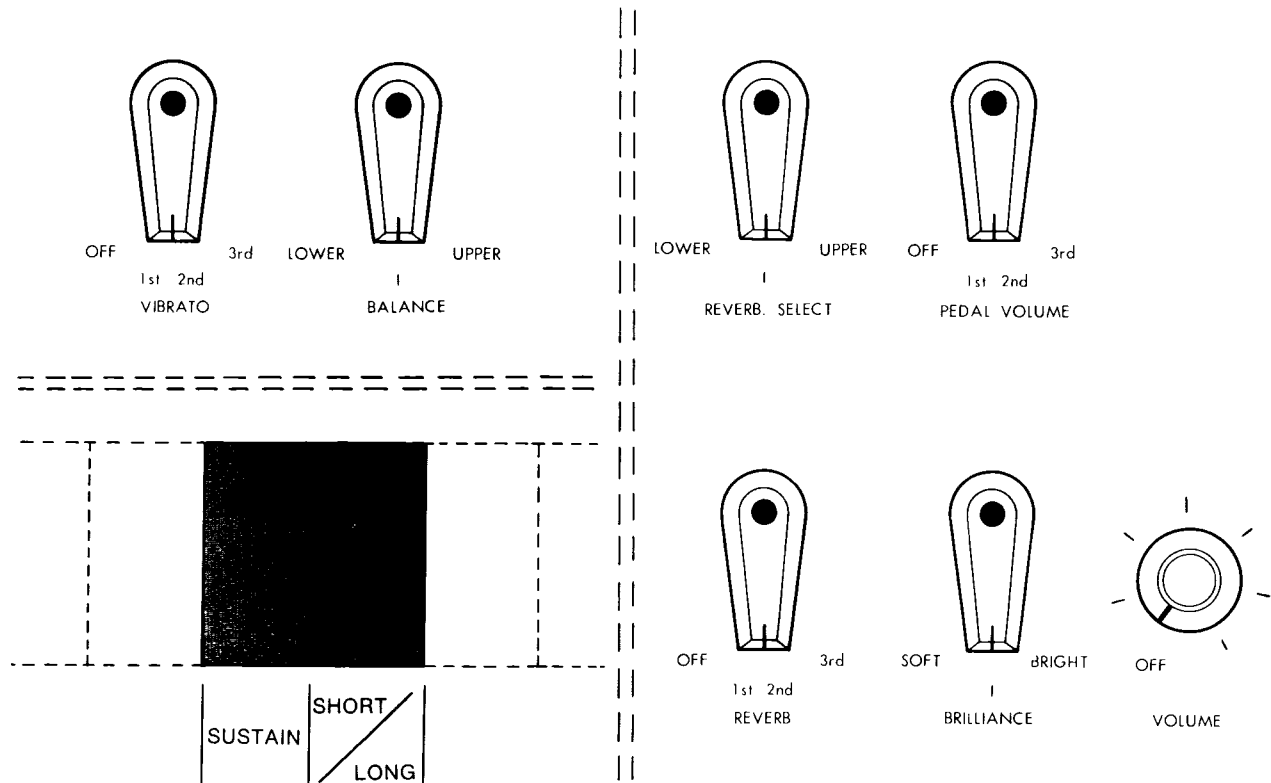 OFF 3rd
1st 2nd
VIBRATO
LOWER UPPER
BALANCE
LOWER UPPER
REVERB. SELECT
OFF 3rd
1st 2nd
PEDAL VOLUME
SUSTAIN
SHORT
LONG
OFF 3rd
1st 2nd
REVERB
SOFT BRIGHT
BRILLIANCE
OFF
VOLUME